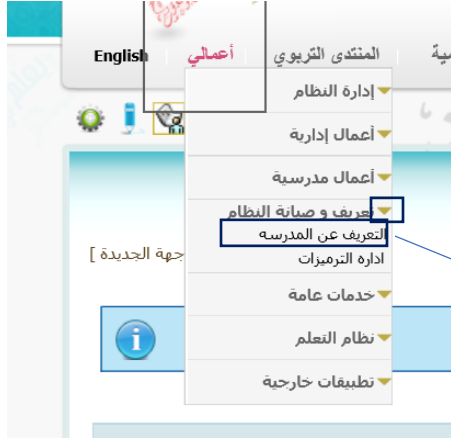 English أعمالي المنتدى التربوي
إدارة النظام
أعمال إدارية
أعمال مدرسية
تعريف و صيانة النظام
التعريف عن المدرسه
اداره الترميزات
جهة الجديدة ]
خدمات عامة
نظام التعلم
تطبيقات خارجية